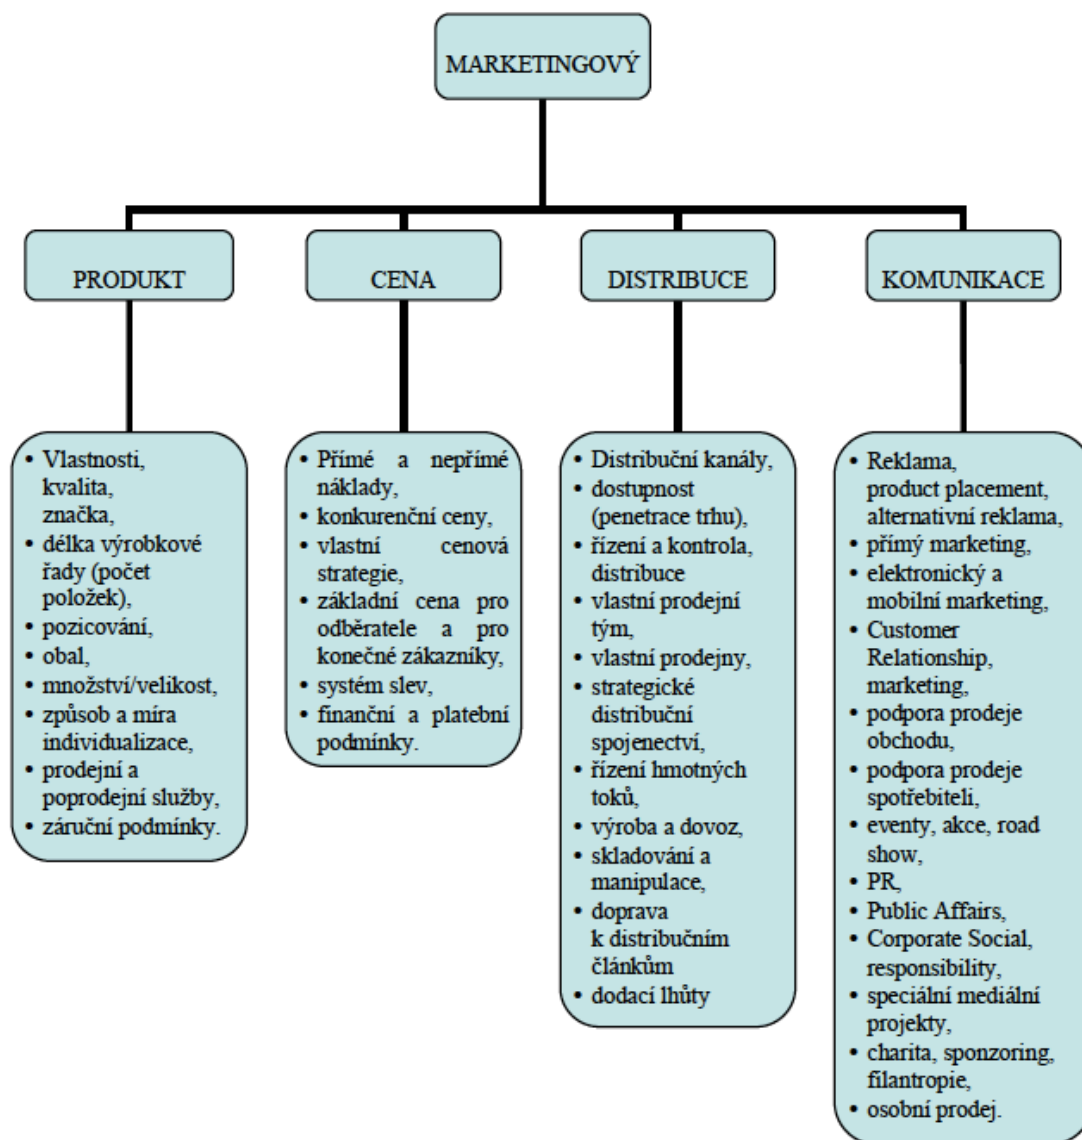 MARKETINGOVÝ
PRODUKT
CENA
DISTRIBUCE
KOMUNIKACE
• Vlastnosti,
kvalita,
značka,
• délka výrobkové
řady (počet
položek),
• pozicování,
• obal,
• množství/velikost,
• způsob a míra
individualizace,
• prodejní a
poprodejní služby,
• záruční podmínky.
• Přímé a nepřímé
náklady,
• konkurenční ceny,
• vlastní cenová
strategie,
• základní cena pro
odběratele a pro
konečné zákazníky,
• systém slev,
• finanční a platební
podmínky.
• Distribuční kanály,
• dostupnost
(penetrace trhu),
• řízení a kontrola,
distribuce
• vlastní prodejní
tým,
• vlastní prodejny,
• strategické
distribuční
spojenectví,
• řízení hmotných
toků,
• výroba a dovoz,
• skladování a
manipulace,
• doprava
k distribučním
článkům
• dodací lhůty
• Reklama,
product placement,
alternativní reklama,
• přímý marketing,
• elektronický a
mobilní marketing,
• Customer
Relationship,
marketing,
• podpora prodeje
obchodu,
• podpora prodeje
spotřebiteli,
• eventy, akce, road
show,
• PR,
• Public Affairs,
• Corporate Social,
responsibility,
• speciální mediální
projekty,
• charita, sponzoring,
filantropie,
• osobní prodej.